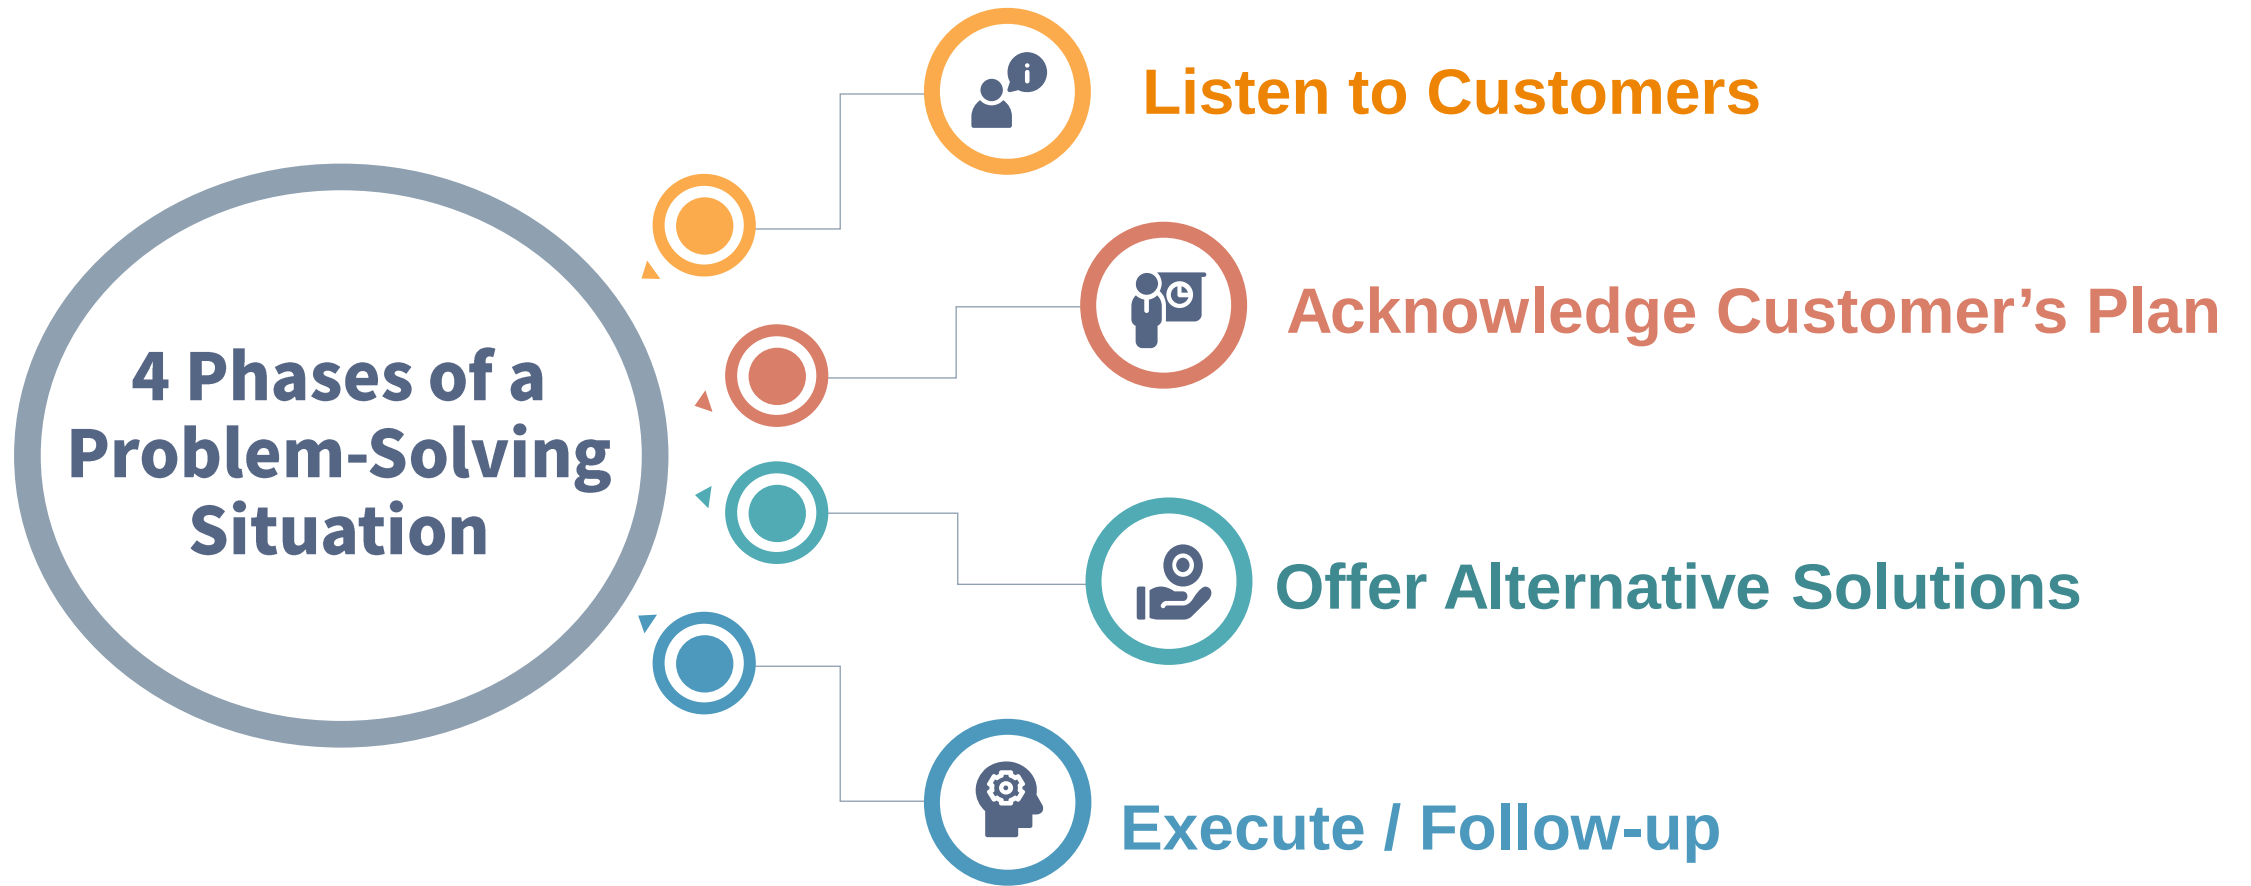 4 Phases of a
Problem-Solving
Situation
Listen to Customers
Acknowledge Customer’s Plan
Offer Alternative Solutions
Execute / Follow-up